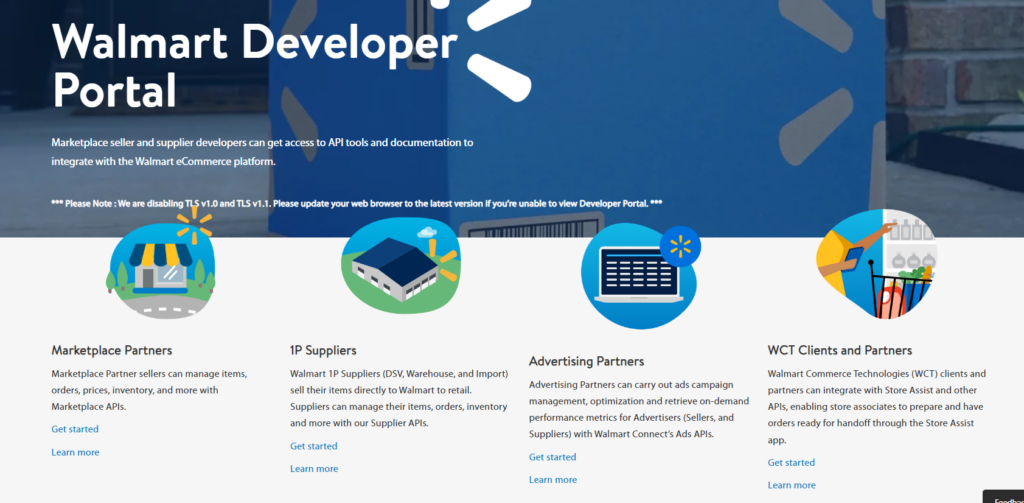 Walmart Developer
Portal
Marketplace seller and supplier developers can get access to API tools and documentation to
integrate with the Walmart eCommerce platform.
*** Please Note : We are disabling TLS v1.0 and TLS v1.1. Please update your web browser to the latest version if you're unable to view Developer Portal. ***
Marketplace Partners
Marketplace Partner sellers can manage items,
orders, prices, inventory, and more with
Marketplace APIs.
Get started
Learn more
1P Suppliers
Walmart 1P Suppliers (DSV, Warehouse, and Import)
sell their items directly to Walmart to retail.
Suppliers can manage their items, orders, inventory
and more with our Supplier APIs.
Get started
Learn more
Advertising Partners
Advertising Partners can carry out ads campaign
management, optimization and retrieve on-demand
performance metrics for Advertisers (Sellers, and
Suppliers) with Walmart Connect's Ads APIs.
Get started
Learn more
WCT Clients and Partners
Walmart Commerce Technologies (WCT) clients and
partners can integrate with Store Assist and other
APIs, enabling store associates to prepare and have
orders ready for handoff through the Store Assist
app.
Get started
Learn more